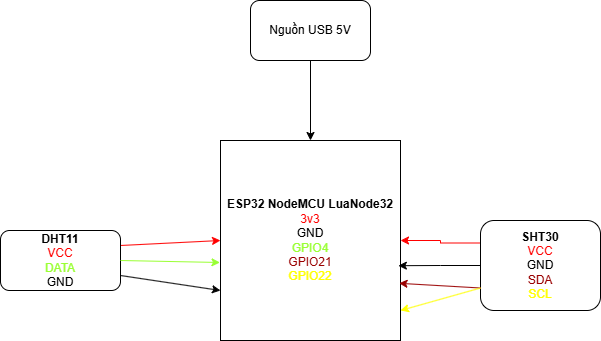 Nguồn USB 5V
ESP32 NodeMCU LuaNode32
3v3
GND
GPIO4
GPIO21
GPIO22
DHT11
VCC
DATA
GND
SHT30
VCC
GND
SDA
SCL